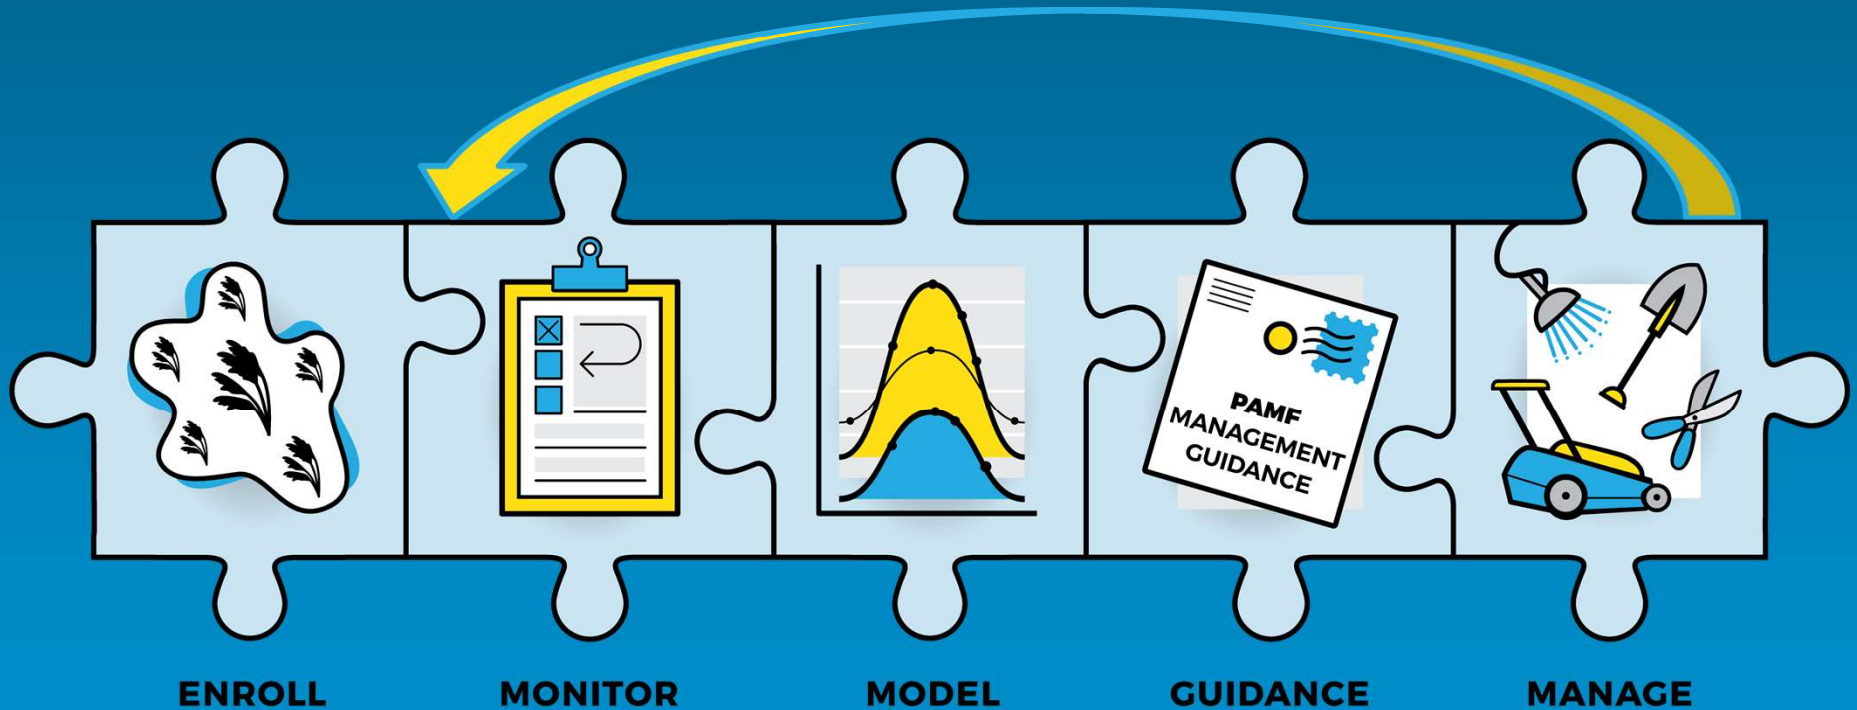 PAMF
MANAGEMENT
GUIDANCE
ENROLL
MONITOR
MODEL
GUIDANCE
MANAGE